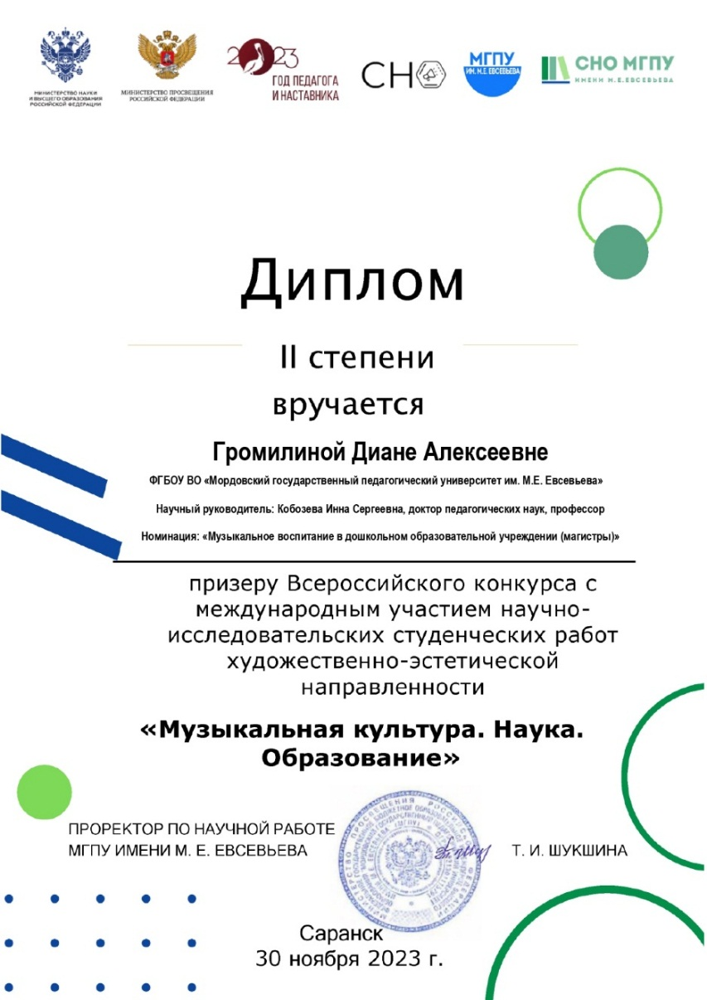 МИНИСТЕРСТВО НАУКИ
И ВЫСШЕГО ОБРАЗОВАНИЯ
РОССИЙСКОЙ ФЕДЕРАЦИИ
МИНИСТЕРСТВО ПРОСВЕЩЕНИЯ
РОССИЙСКОЙ ФЕДЕРАЦИИ
2023
ГОД ПЕДАГОГА
И НАСТАВНИКА
СНО
МГПУ
ИМ. М.Е. ЕВСЕВЬЕВА
СНО МГПУ
ИМЕНИ М.Е.ЕВСЕВЬЕВА
Диплом
II степени
вручается
Громилиной Диане Алексеевне
ФГБОУ ВО «Мордовский государственный педагогический университет им. М.Е. Евсевьева»
Научный руководитель: Кобозева Инна Сергеевна, доктор педагогических наук, профессор
Номинация: «Музыкальное воспитание в дошкольном образовательной учреждении (магистры)»
призеру Всероссийского конкурса с
международным участием научно-
исследовательских студенческих работ
художественно-эстетической
направленности
«Музыкальная культура. Наука.
Образование»
ПРОРЕКТОР ПО НАУЧНОЙ РАБОТЕ
МГПУ ИМЕНИ М. Е. ЕВСЕВЬЕВА
Т. И. ШУКШИНА
Саранск
30 ноября 2023 г.